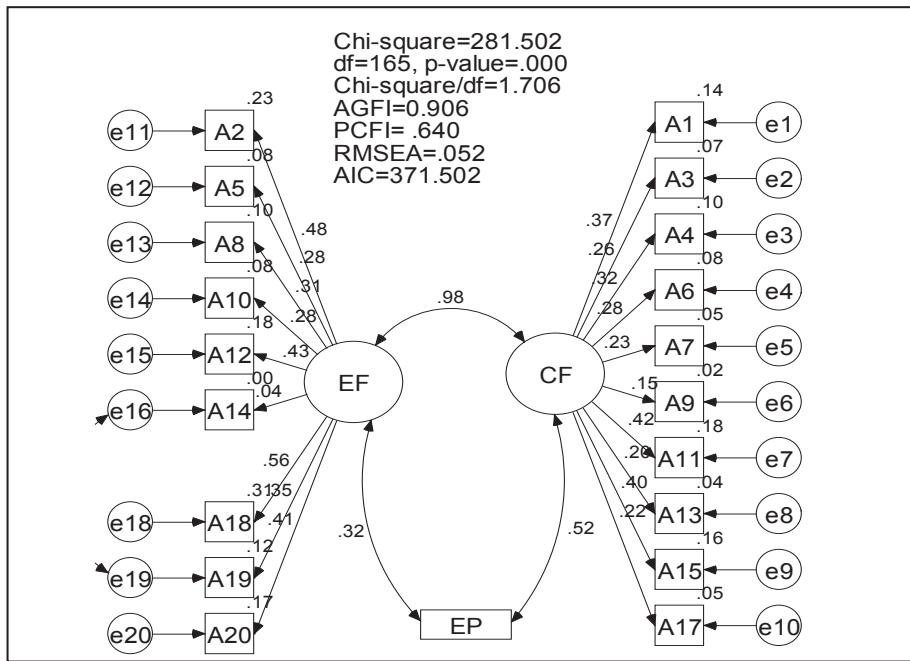 Chi-square=281.502
df=165, p-value=.000
Chi-square/df=1.706
AGFI=0.906
PCFI= .640
RMSEA=.052
AIC=371.502
.23
e11 A2
.08
e12 A5
.10
e13 A8
.08
e14 A10
.18
e15 A12
.00
e16 A14
.48
.28
.31
.28
.43
.04
EF
.56
.35
.41
.31
e18 A18
.12
e19 A19
.17
e20 A20
.98
.32
.52
EP
CF
.37
.26
.32
.28
.23
.15
.42
.20
.40
.22
.14
A1 e1
.07
A3 e2
.10
A4 e3
.08
A6 e4
.05
A7 e5
.02
A9 e6
.18
A11 e7
.04
A13 e8
.16
A15 e9
.05
A17 e10